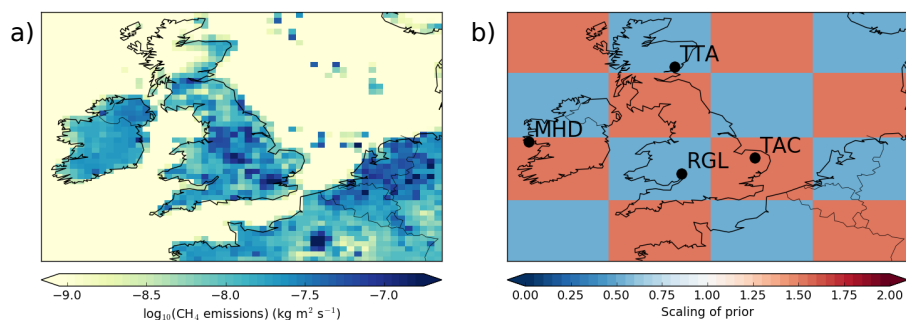 a)
b)
TTA
MHD
TAC
RGL
−9.0 −8.5 −8.0 −7.5 −7.0
log₁₀(CH₄ emissions) (kg m² s⁻¹)
0.00 0.25 0.50 0.75 1.00 1.25 1.50 1.75 2.00
Scaling of prior